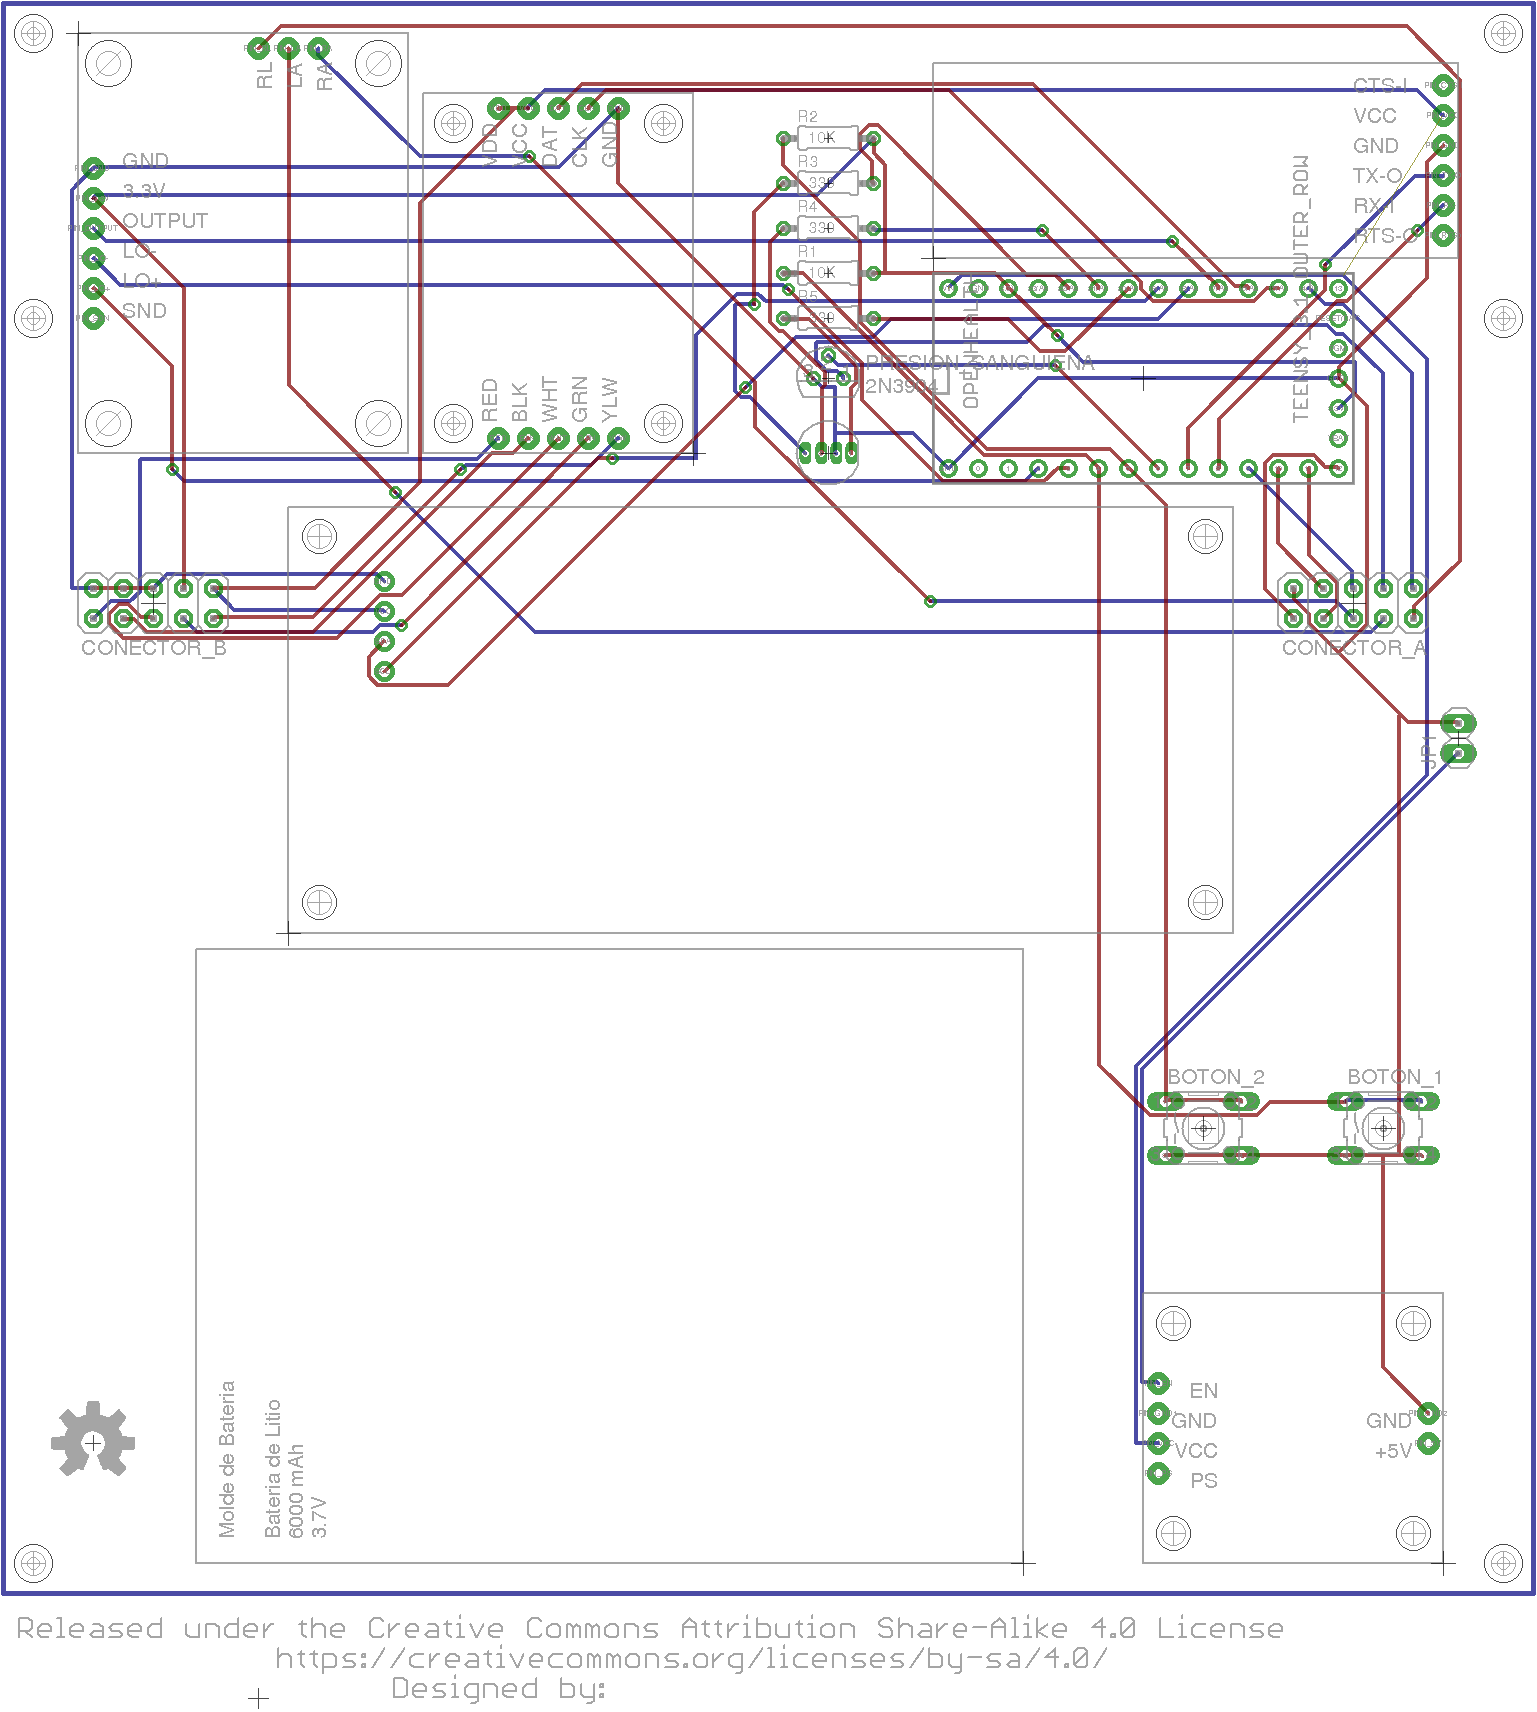 RL
LA
RA
GND
3.3V
OUTPUT
LO-
LO+
SND
VDD
VCC
DAT
CLK
GND
RED
BLK
WHT
GRN
YLW
R2
10K
R3
330
R4
330
R1
10K
R5
330
PRESION_SANGUIENA
2N3904
OPENHEALTH
TEENSY_3.1_OUTER_ROW
CTS-I
VCC
GND
TX-O
RX-I
RTS-O
CONECTOR_B
CONECTOR_A
JP1
BOTON_2
BOTON_1
EN
GND
VCC
PS
GND
+5V
Molde de Bateria
Bateria de Litio
6000 mAh
3.7V
Released under the Creative Commons Attribution Share-Alike 4.0 License
https://creativecommons.org/licenses/by-sa/4.0/
Designed by: